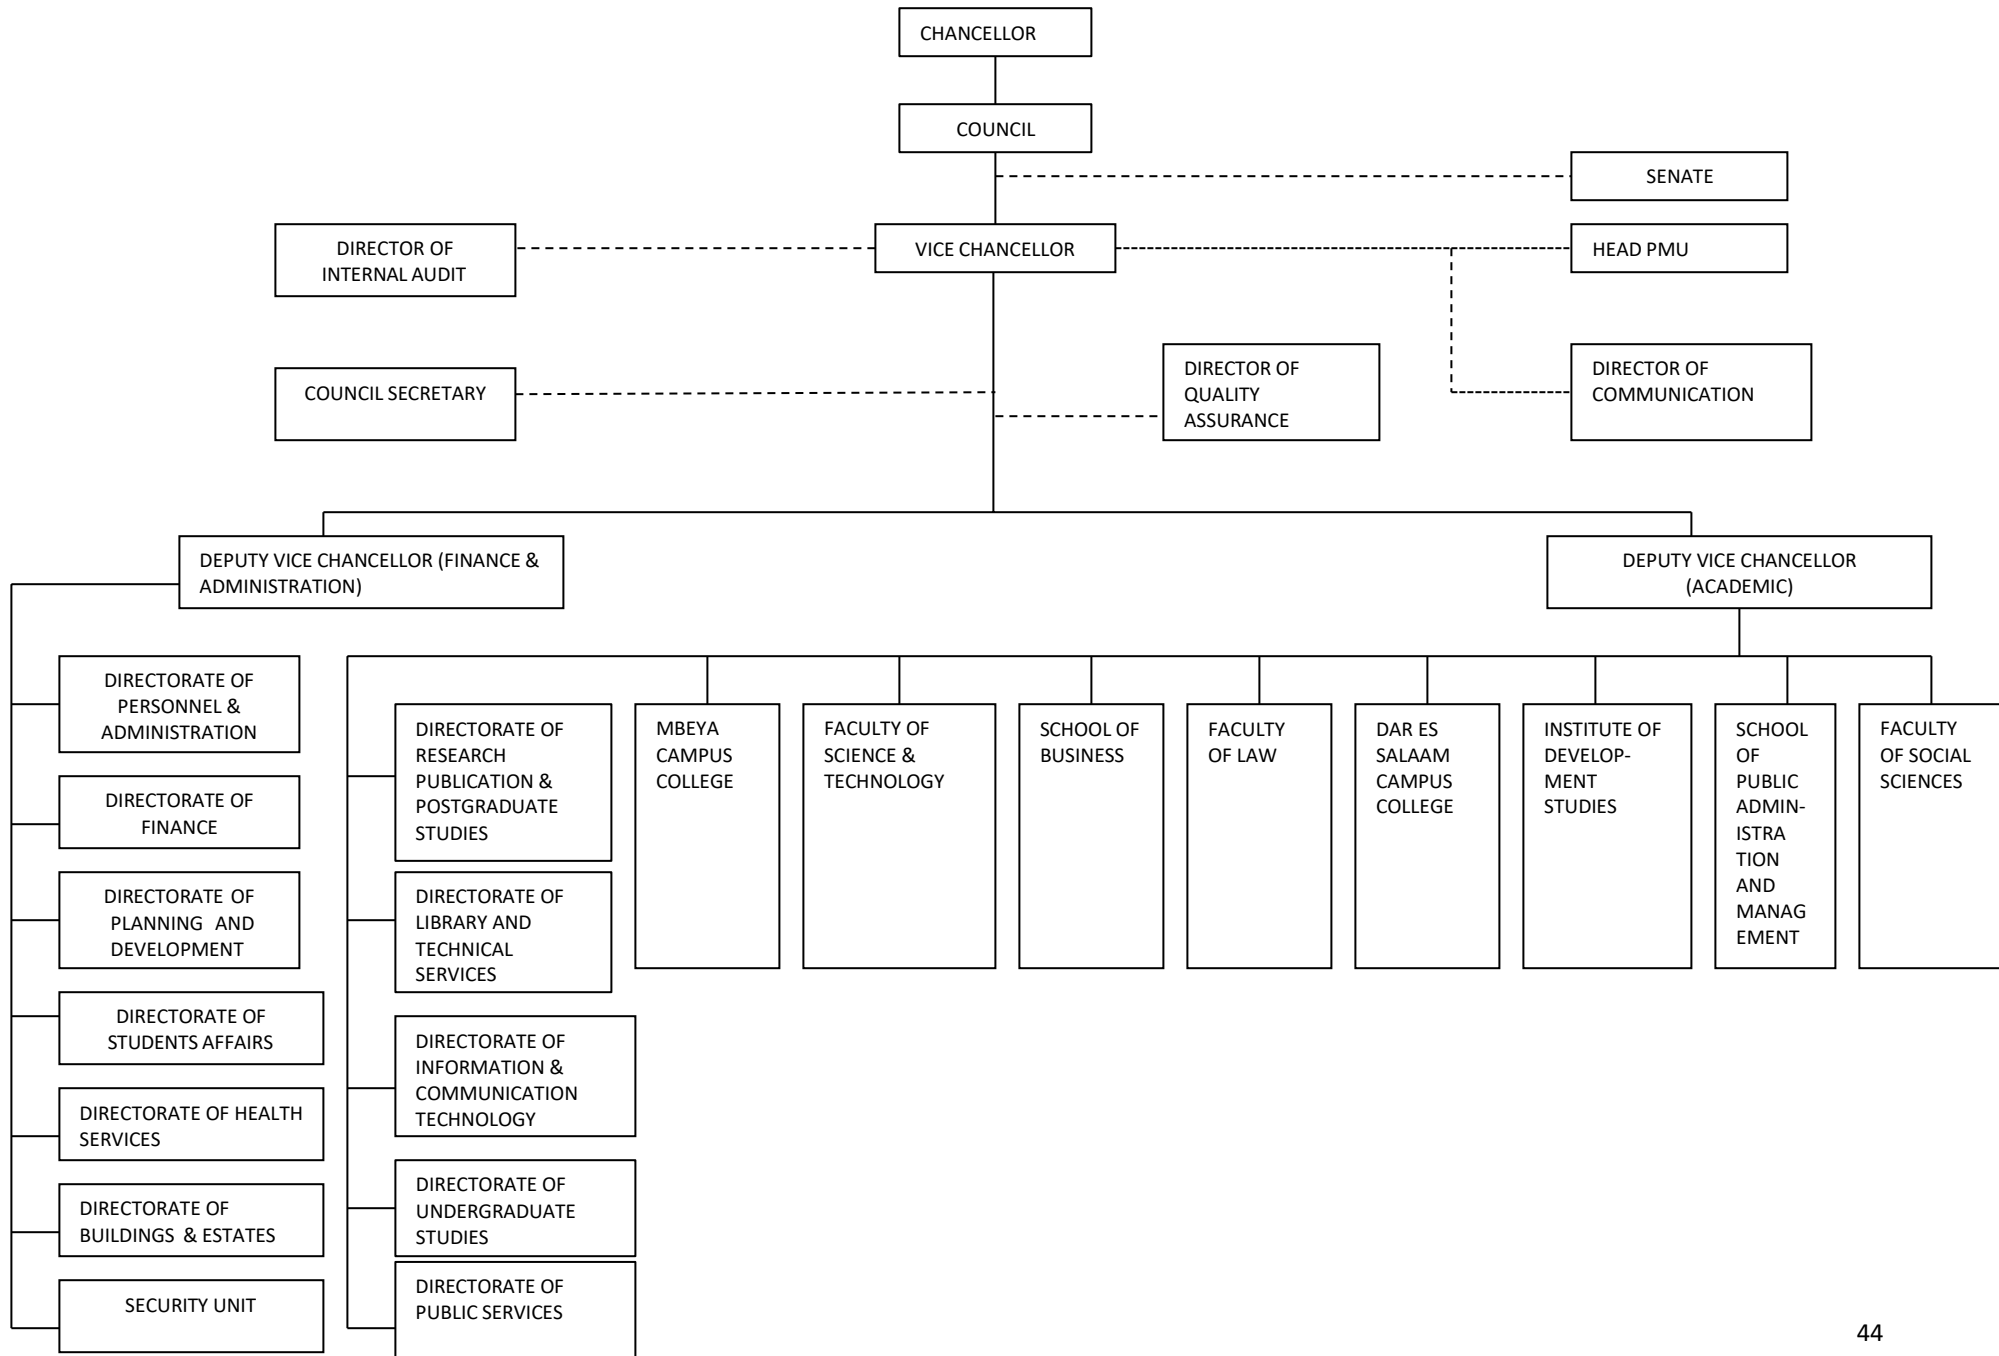 CHANCELLOR
COUNCIL
SENATE
DIRECTOR OF
INTERNAL AUDIT
VICE CHANCELLOR
HEAD PMU
COUNCIL SECRETARY
DIRECTOR OF
QUALITY
ASSURANCE
DIRECTOR OF
COMMUNICATION
DEPUTY VICE CHANCELLOR (FINANCE &
ADMINISTRATION)
DEPUTY VICE CHANCELLOR
(ACADEMIC)
DIRECTORATE OF
PERSONNEL &
ADMINISTRATION
DIRECTORATE OF
FINANCE
DIRECTORATE OF
PLANNING AND
DEVELOPMENT
DIRECTORATE OF
STUDENTS AFFAIRS
DIRECTORATE OF HEALTH
SERVICES
DIRECTORATE OF
BUILDINGS & ESTATES
SECURITY UNIT
DIRECTORATE OF
RESEARCH
PUBLICATION &
POSTGRADUATE
STUDIES
DIRECTORATE OF
LIBRARY AND
TECHNICAL
SERVICES
DIRECTORATE OF
INFORMATION &
COMMUNICATION
TECHNOLOGY
DIRECTORATE OF
UNDERGRADUATE
STUDIES
DIRECTORATE OF
PUBLIC SERVICES
MBEYA
CAMPUS
COLLEGE
FACULTY OF
SCIENCE &
TECHNOLOGY
SCHOOL OF
BUSINESS
FACULTY
OF LAW
DAR ES
SALAAM
CAMPUS
COLLEGE
INSTITUTE OF
DEVELOP-
MENT
STUDIES
SCHOOL
OF
PUBLIC
ADMIN-
ISTRA
TION
AND
MANAG
EMENT
FACULTY
OF SOCIAL
SCIENCES
44